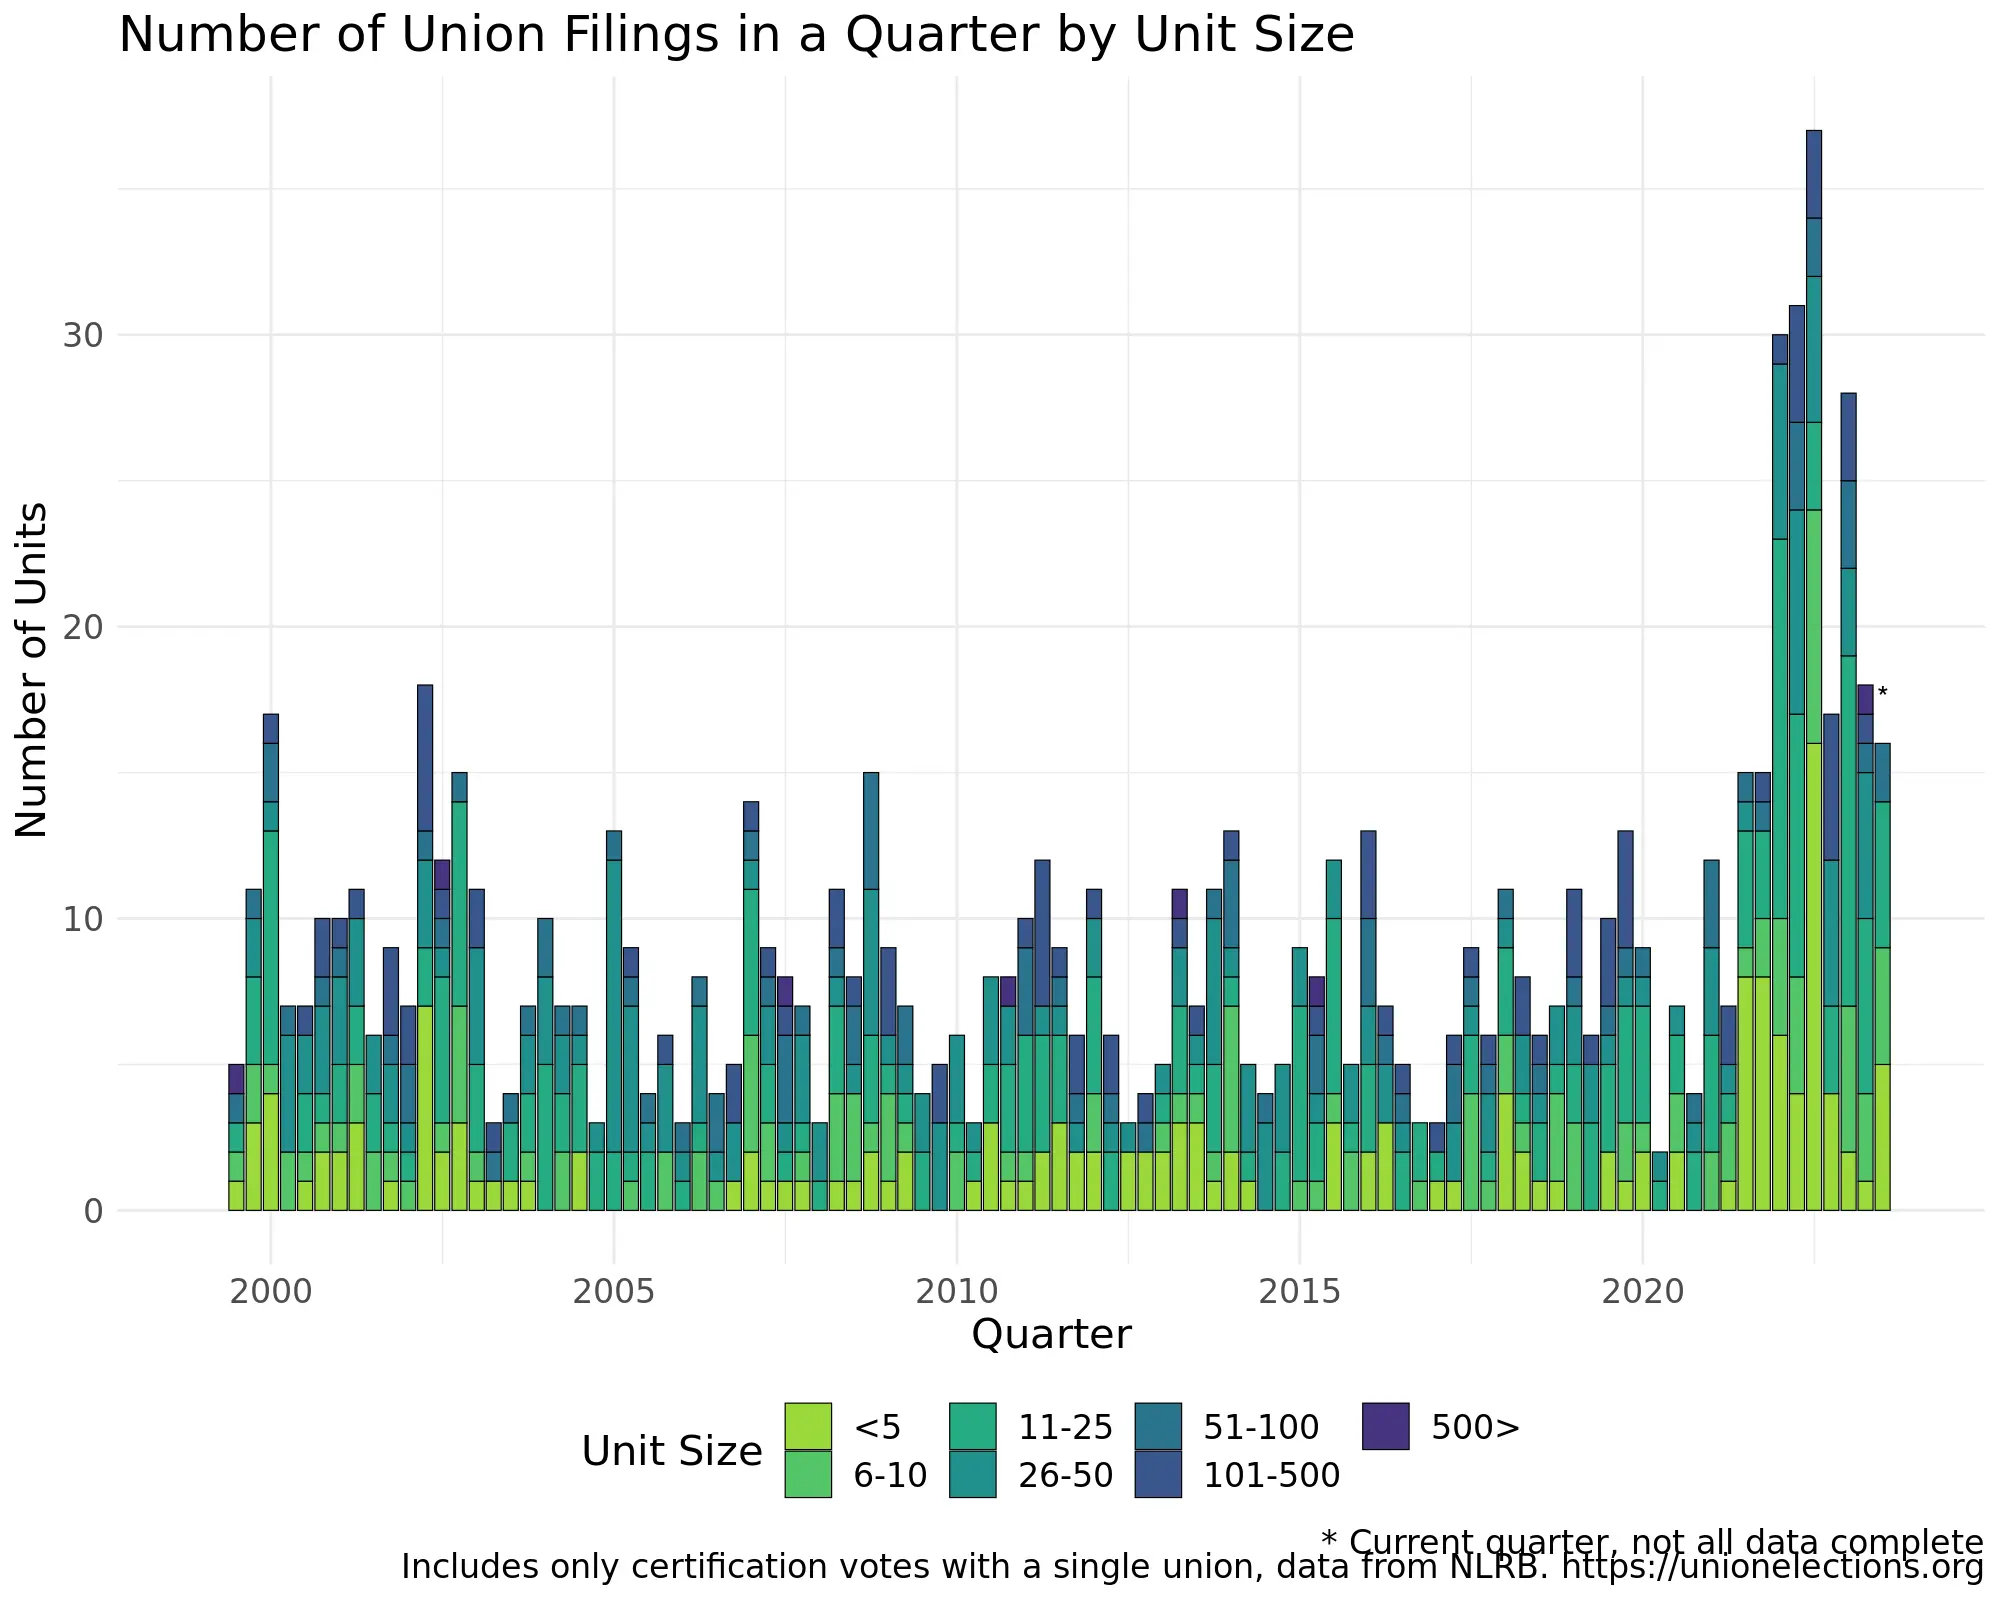 Number of Union Filings in a Quarter by Unit Size
Number of Units
30
20
10
0
*
2000 2005 2010 2015 2020
Quarter
Unit Size
<5 11-25 51-100 500>
6-10 26-50 101-500
* Current quarter, not all data complete
Includes only certification votes with a single union, data from NLRB. https://unionelections.org